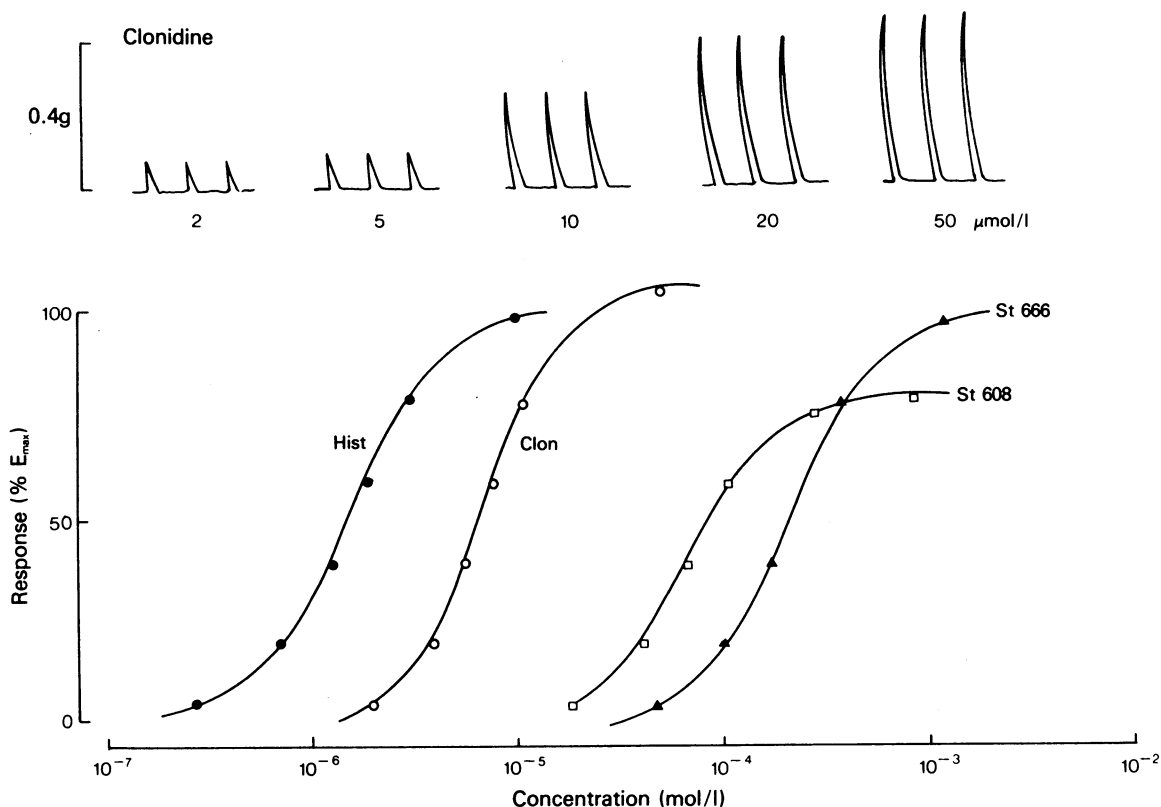 Clonidine
0.4g
2 5 10 20 50 µmol/l
100
St 666
St 608
Hist
Clon
50
0
Response (% Emax)
10⁻⁷ 10⁻⁶ 10⁻⁵ 10⁻⁴ 10⁻³ 10⁻²
Concentration (mol/l)